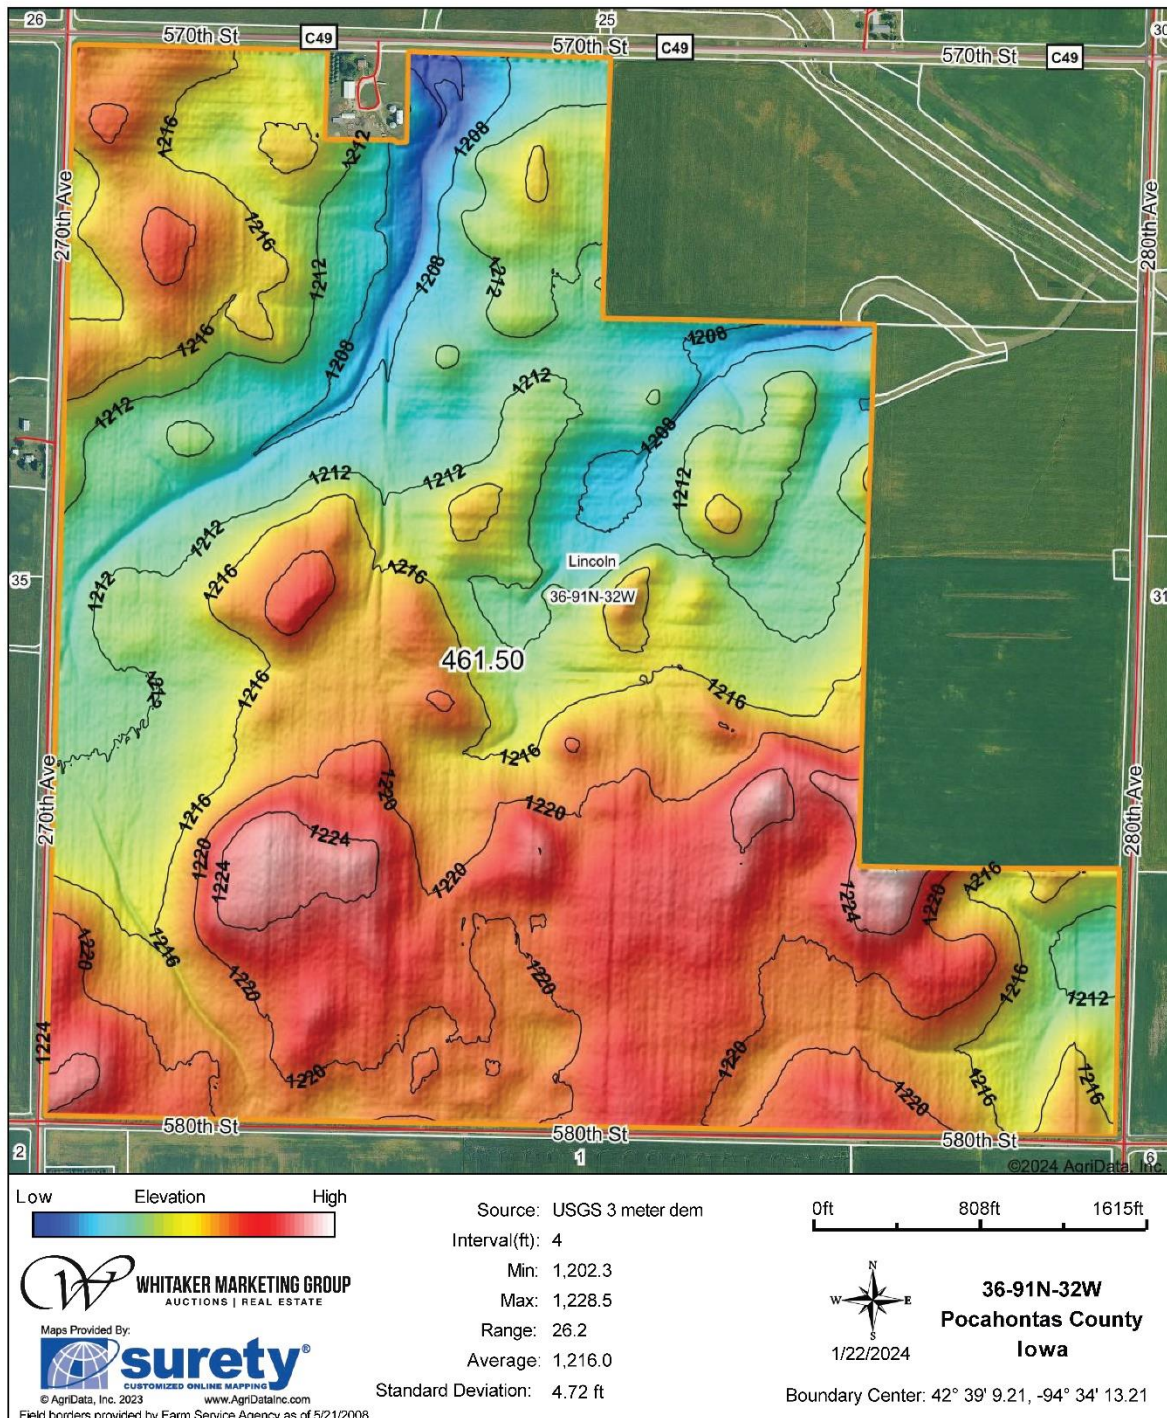 26
25
30
570th St
C49
570th St
C49
570th St
C49
1216
1212
1208
270th Ave
280th Ave
1216
1208
1212
1212
1216
1208
1208
1212
1212
1208
1212
1212
1212
1212
35
Lincoln
1216
1216
1212
36-91N-32W
31
461.50
1212
1216
1216
1216
270th Ave
280th Ave
1220
1216
1220
1224
1220
1224
1220
1216
1220
1224
1220
1216
1220
1220
1216
1212
1224
1220
1220
1216
1216
1220
580th St
580th St
580th St
2
1
6
©2024 AgriData, Inc.
Low Elevation High
Source: USGS 3 meter dem
Interval(ft): 4
Min: 1,202.3
Max: 1,228.5
Range: 26.2
Average: 1,216.0
Standard Deviation: 4.72 ft
0ft 808ft 1615ft
W
WHITAKER MARKETING GROUP
AUCTIONS | REAL ESTATE
Maps Provided By:
surety®
CUSTOMIZED ONLINE MAPPING
© AgriData, Inc. 2023 www.AgriDataInc.com
Field borders provided by Farm Service Agency as of 5/21/2008.
N
W E
S
1/22/2024
36-91N-32W
Pocahontas County
Iowa
Boundary Center: 42° 39' 9.21, -94° 34' 13.21